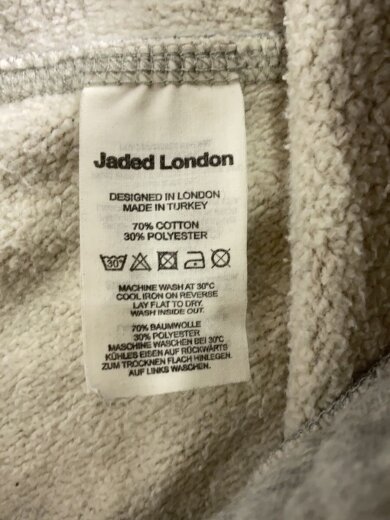 Jaded London
DESIGNED IN LONDON
MADE IN TURKEY
70% COTTON
30% POLYESTER
30°
MACHINE WASH AT 30°C
COOL IRON ON REVERSE
LAY FLAT TO DRY.
WASH INSIDE OUT.
70% BAUMWOLLE
30% POLYESTER
MASCHINE WASCHEN BEI 30°C
KÜHLES EISEN AUF RÜCKWÄRTS
ZUM TROCKNEN FLACH HINLEGEN.
AUF LINKS WASCHEN.